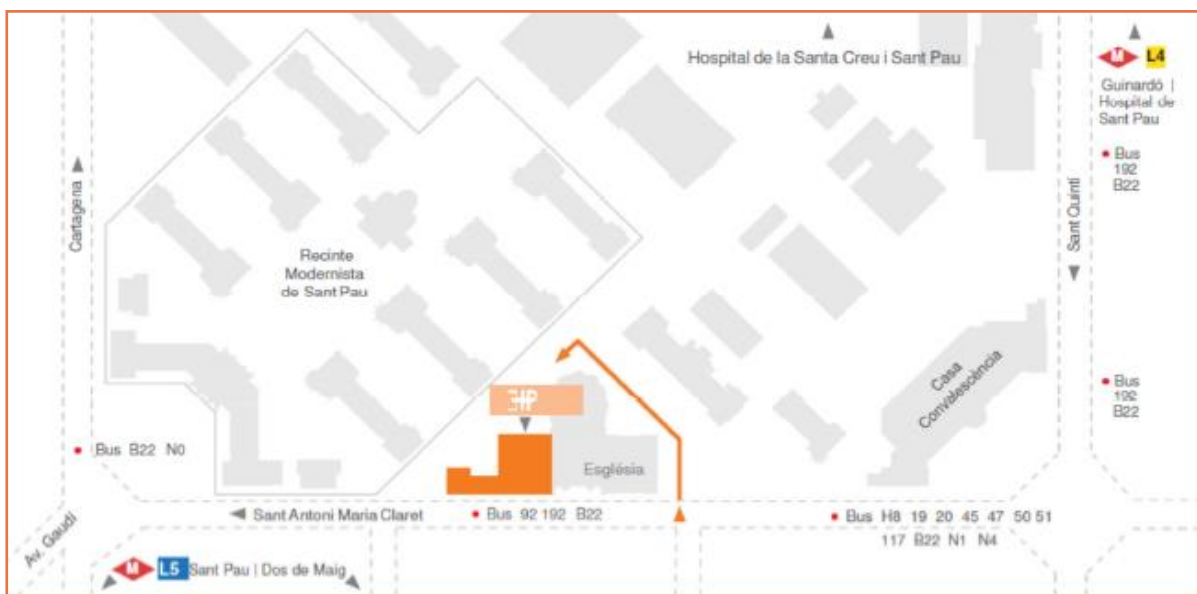 Hospital de la Santa Creu i Sant Pau
M L4
Guinardó |
Hospital de
Sant Pau
Bus
192
B22
Cartagena
Sant Quintí
Recinte
Modernista
de Sant Pau
Casa
Convalescència
Bus
192
B22
Bus B22 N0
Església
Sant Antoni Maria Claret
Bus 92 192 B22
Bus H8 19 20 45 47 50 51
117 B22 N1 N4
Av. Gaudí
M L5 Sant Pau | Dos de Maig